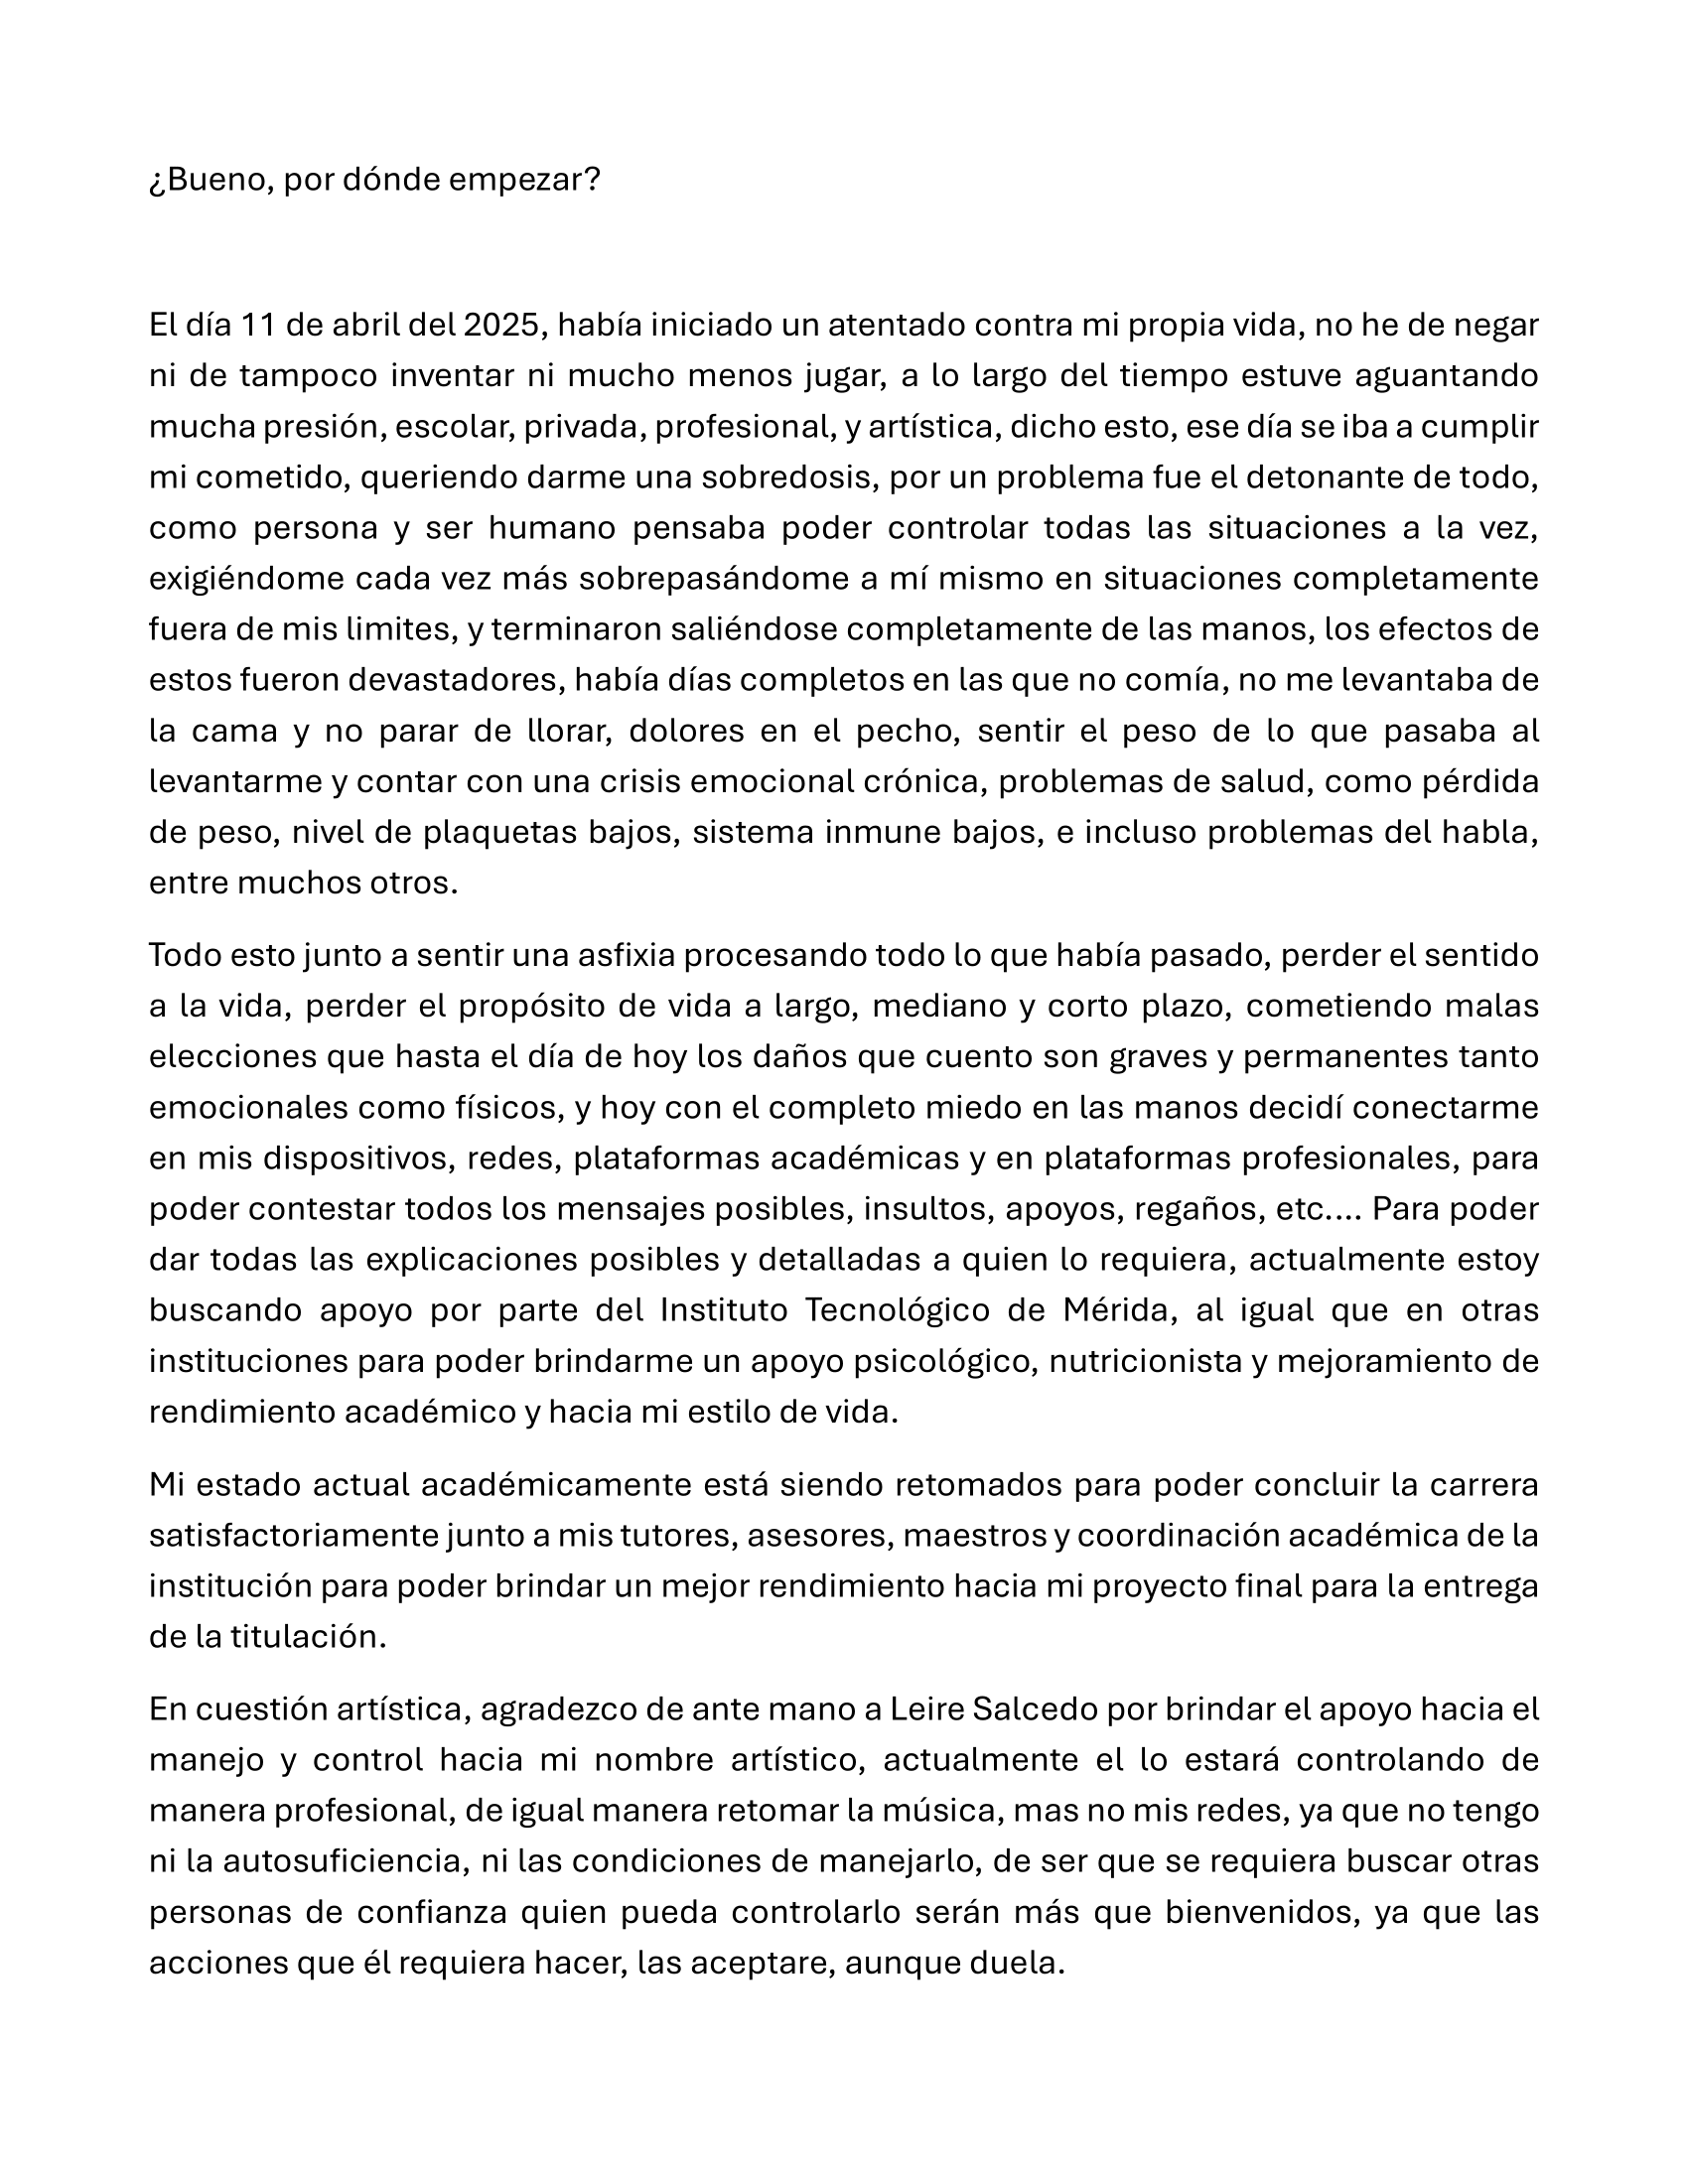 ¿Bueno, por dónde empezar?
El día 11 de abril del 2025, había iniciado un atentado contra mi propia vida, no he de negar
ni de tampoco inventar ni mucho menos jugar, a lo largo del tiempo estuve aguantando
mucha presión, escolar, privada, profesional, y artística, dicho esto, ese día se iba a cumplir
mi cometido, queriendo darme una sobredosis, por un problema fue el detonante de todo,
como persona y ser humano pensaba poder controlar todas las situaciones a la vez,
exigiéndome cada vez más sobrepasándome a mí mismo en situaciones completamente
fuera de mis limites, y terminaron saliéndose completamente de las manos, los efectos de
estos fueron devastadores, había días completos en las que no comía, no me levantaba de
la cama y no parar de llorar, dolores en el pecho, sentir el peso de lo que pasaba al
levantarme y contar con una crisis emocional crónica, problemas de salud, como pérdida
de peso, nivel de plaquetas bajos, sistema inmune bajos, e incluso problemas del habla,
entre muchos otros.
Todo esto junto a sentir una asfixia procesando todo lo que había pasado, perder el sentido
a la vida, perder el propósito de vida a largo, mediano y corto plazo, cometiendo malas
elecciones que hasta el día de hoy los daños que cuento son graves y permanentes tanto
emocionales como físicos, y hoy con el completo miedo en las manos decidí conectarme
en mis dispositivos, redes, plataformas académicas y en plataformas profesionales, para
poder contestar todos los mensajes posibles, insultos, apoyos, regaños, etc.... Para poder
dar todas las explicaciones posibles y detalladas a quien lo requiera, actualmente estoy
buscando apoyo por parte del Instituto Tecnológico de Mérida, al igual que en otras
instituciones para poder brindarme un apoyo psicológico, nutricionista y mejoramiento de
rendimiento académico y hacia mi estilo de vida.
Mi estado actual académicamente está siendo retomados para poder concluir la carrera
satisfactoriamente junto a mis tutores, asesores, maestros y coordinación académica de la
institución para poder brindar un mejor rendimiento hacia mi proyecto final para la entrega
de la titulación.
En cuestión artística, agradezco de ante mano a Leire Salcedo por brindar el apoyo hacia el
manejo y control hacia mi nombre artístico, actualmente el lo estará controlando de
manera profesional, de igual manera retomar la música, mas no mis redes, ya que no tengo
ni la autosuficiencia, ni las condiciones de manejarlo, de ser que se requiera buscar otras
personas de confianza quien pueda controlarlo serán más que bienvenidos, ya que las
acciones que él requiera hacer, las aceptare, aunque duela.